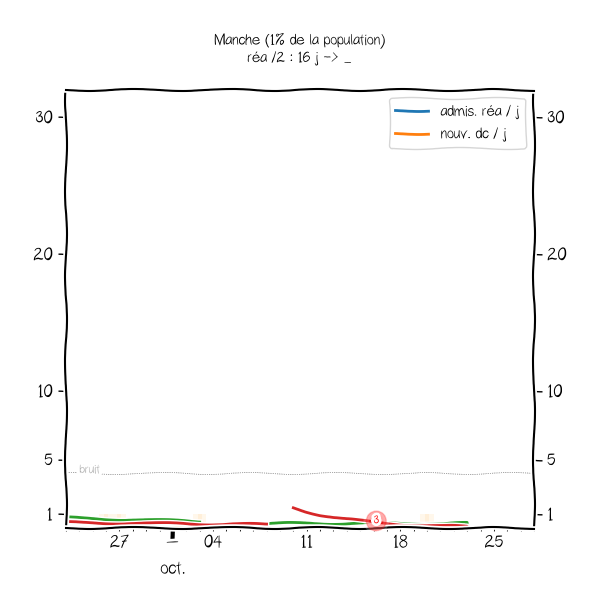 Manche (1% de la population)
réa /2 : 16 j -> _
admis. réa / j
nouv. dc / j
30
30
20
20
10
10
5
5
bruit
1
1
3
27
04
11
18
25
oct.